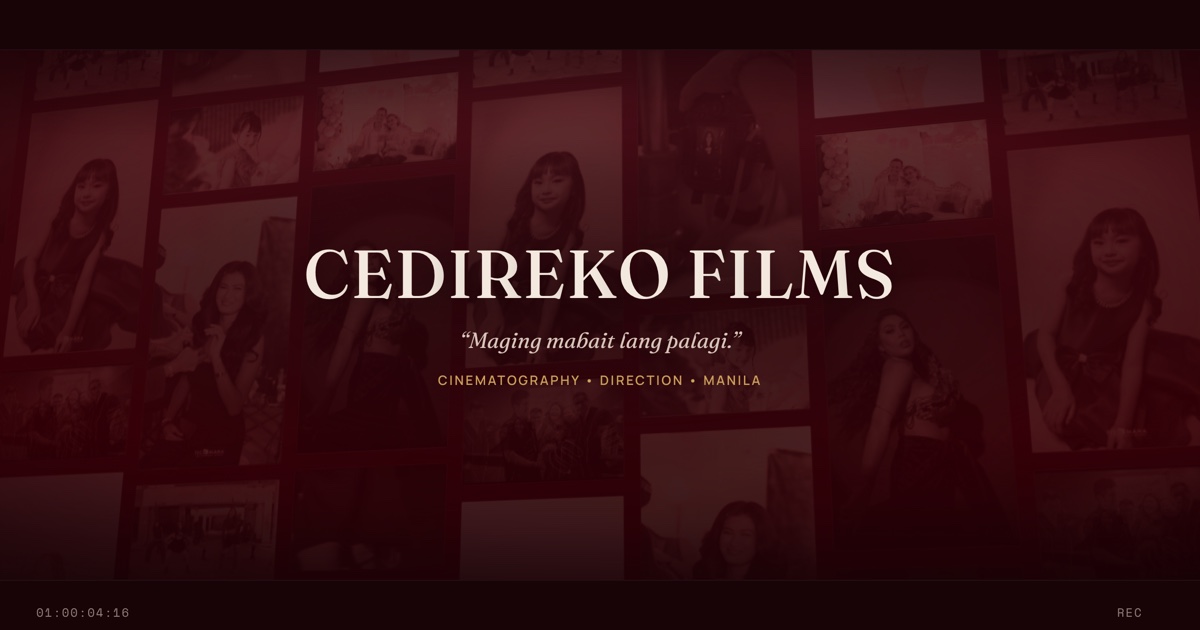 CEDIREKO FILMS
“Maging mabait lang palagi.”
CINEMATOGRAPHY • DIRECTION • MANILA
01:00:04:16
REC